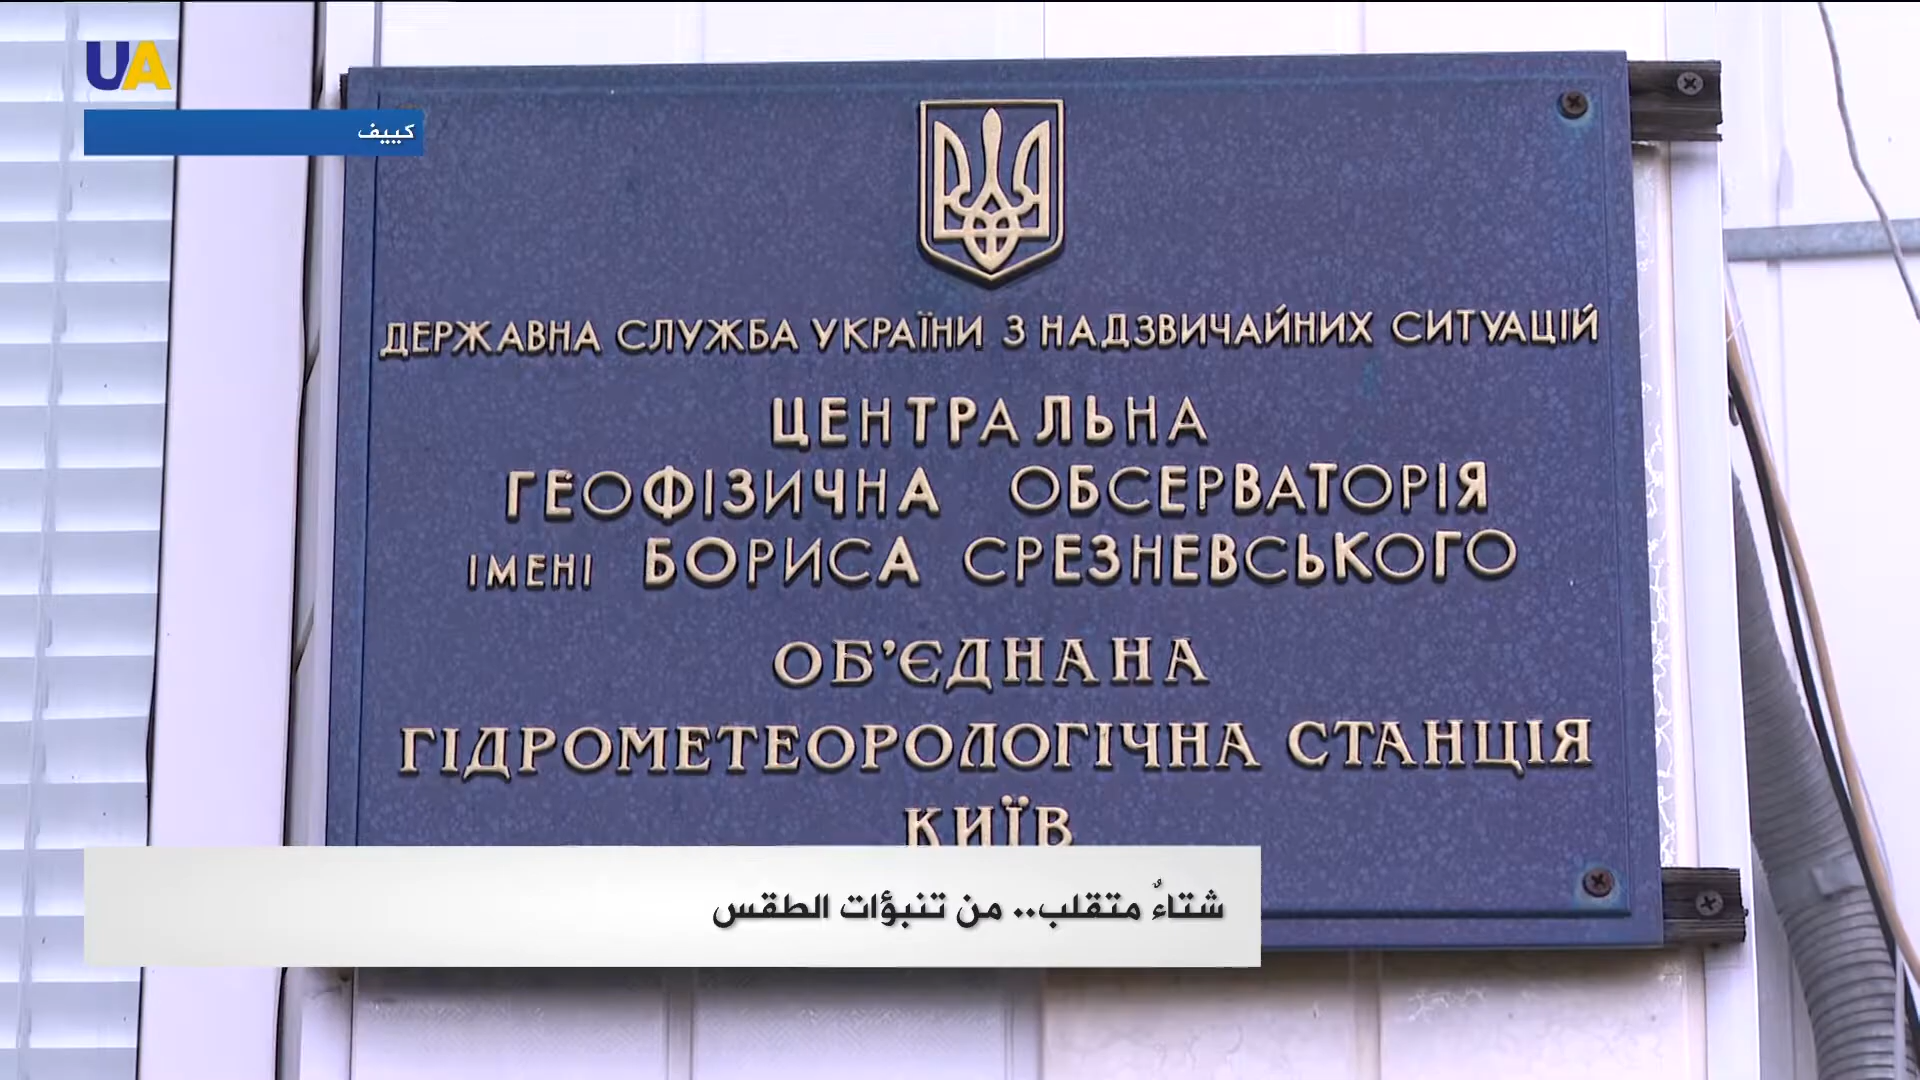 UA
كييف
ДЕРЖАВНА СЛУЖБА УКРАЇНИ З НАДЗВИЧАЙНИХ СИТУАЦІЙ
ЦЕНТРАЛЬНА
ГЕОФІЗИЧНА ОБСЕРВАТОРІЯ
ІМЕНІ БОРИСА СРЕЗНЕВСЬКОГО
ОБ’ЄДНАНА
ГІДРОМЕТЕОРОЛОГІЧНА СТАНЦІЯ
КИЇВ
شتاءٌ متقلب.. من تنبؤات الطقس